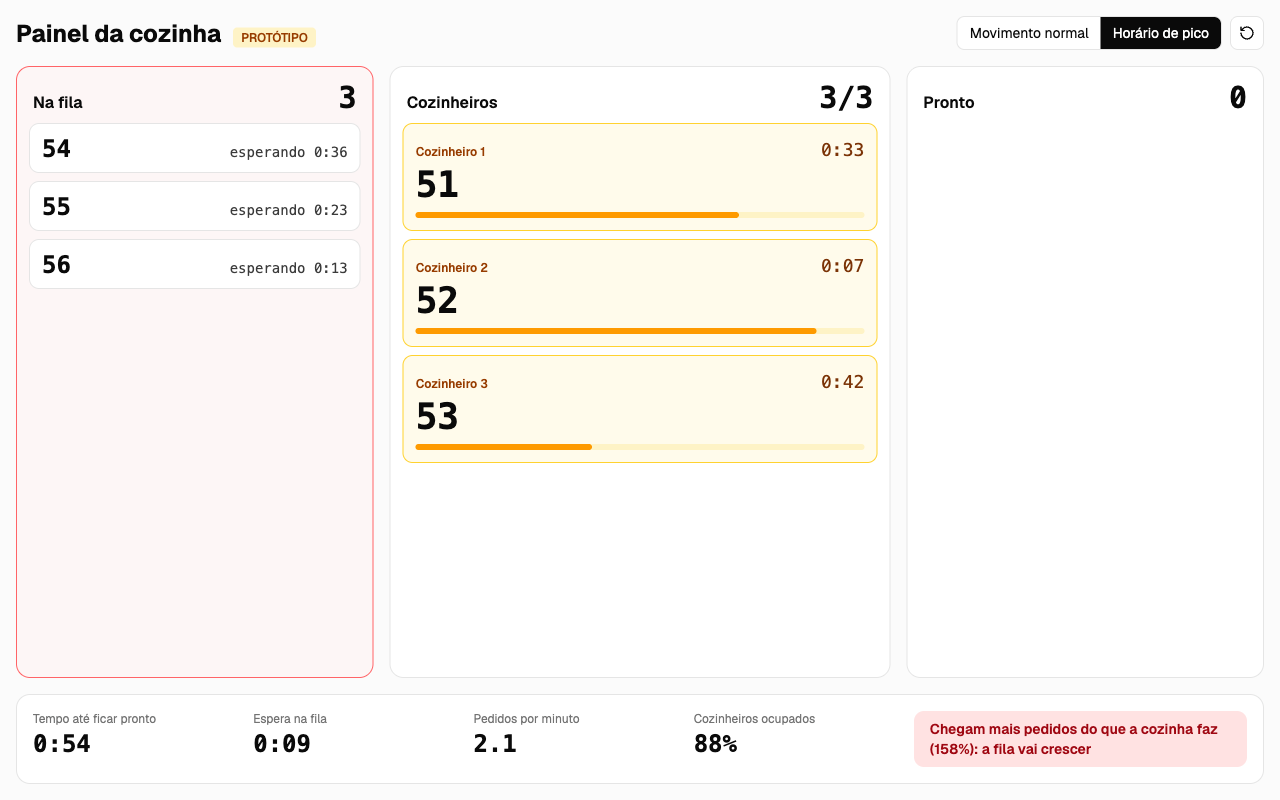 Painel da cozinha PROTÓTIPO
Movimento normal Horário de pico
Na fila 3
54 esperando 0:36
55 esperando 0:23
56 esperando 0:13
Cozinheiros 3/3
Cozinheiro 1 0:33
51
Cozinheiro 2 0:07
52
Cozinheiro 3 0:42
53
Pronto 0
Tempo até ficar pronto
0:54
Espera na fila
0:09
Pedidos por minuto
2.1
Cozinheiros ocupados
88%
Chegam mais pedidos do que a cozinha faz
(158%): a fila vai crescer